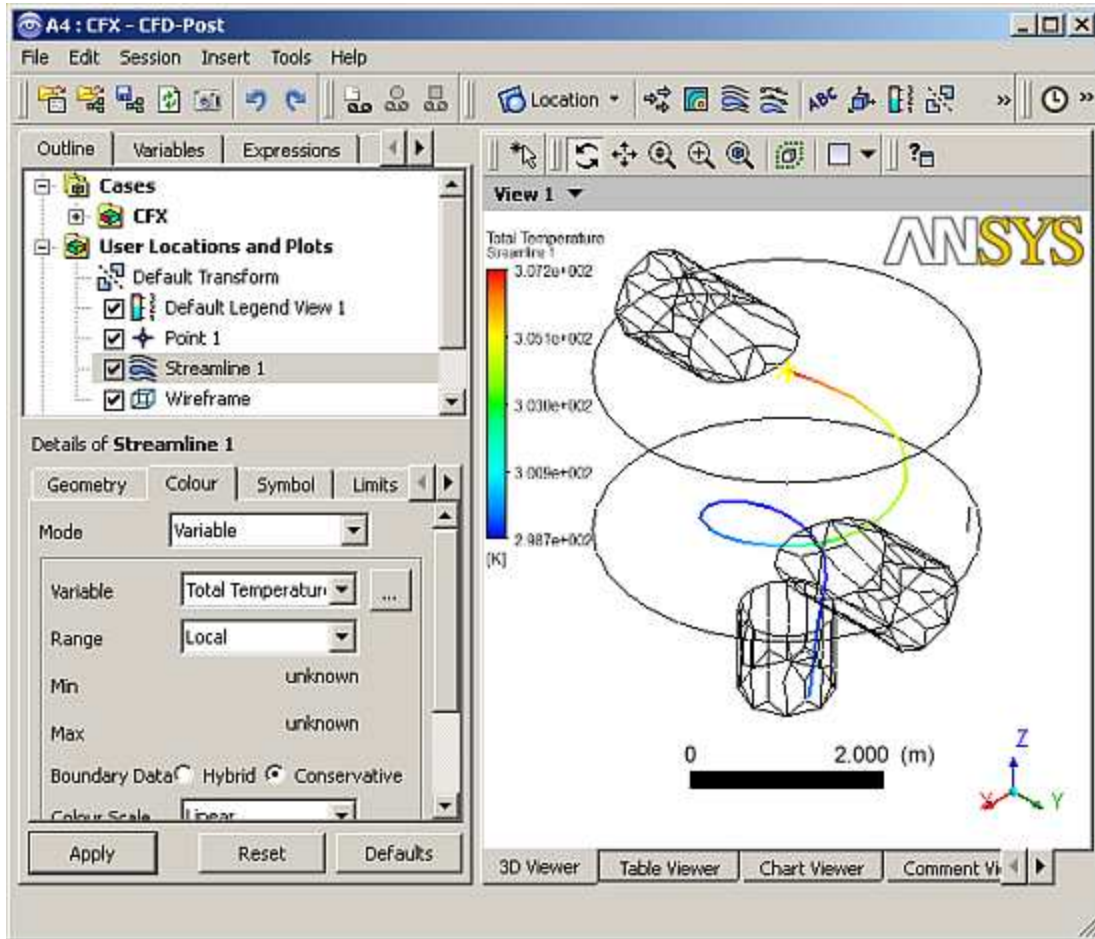 A4 : CFX - CFD-Post
File Edit Session Insert Tools Help
Location
ABC
Outline Variables Expressions
Cases
CFX
User Locations and Plots
Default Transform
Default Legend View 1
Point 1
Streamline 1
Wireframe
Details of Streamline 1
Geometry Colour Symbol Limits
Mode Variable
Variable Total Temperatur ...
Range Local
Min unknown
Max unknown
Boundary Data Hybrid Conservative
Colour Scale Linear
Apply Reset Defaults
View 1
ANSYS
Total Temperature
Streamline 1
3.072e+002
3.051e+002
3.030e+002
3.009e+002
2.987e+002
[K]
0 2.000 (m)
Z
X Y
3D Viewer Table Viewer Chart Viewer Comment Vi